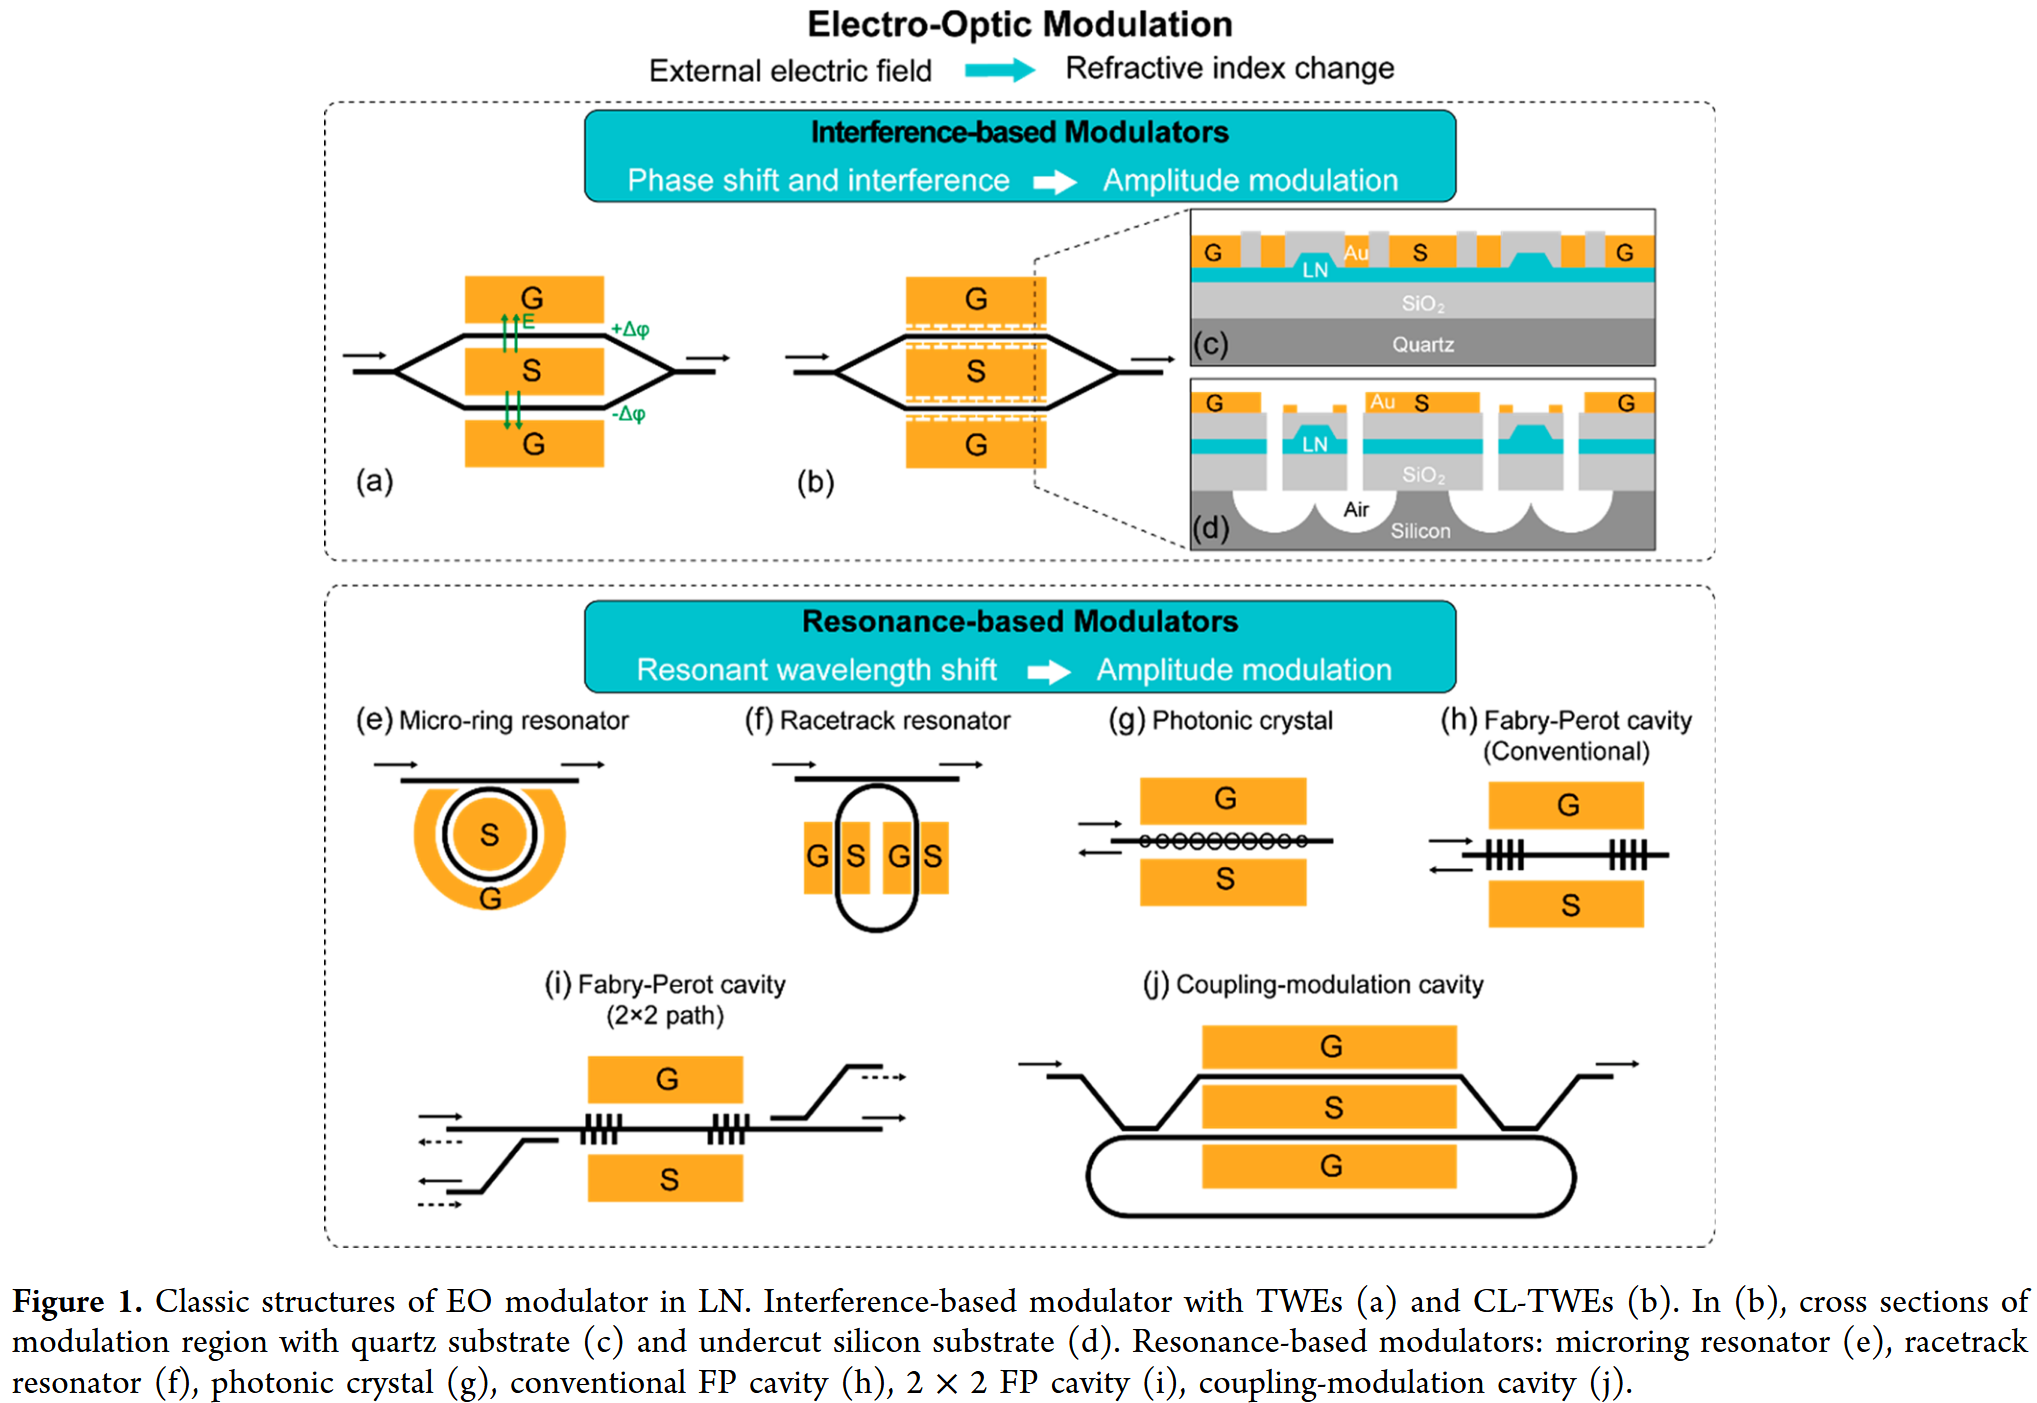 Electro-Optic Modulation
External electric field Refractive index change
Interference-based Modulators
Phase shift and interference Amplitude modulation
G
E
+Δφ
S
-Δφ
G
(a)
G
S
G
(b)
G Au S G
LN
SiO2
Quartz
(c)
G Au S G
LN
SiO2
Air
Silicon
(d)
Resonance-based Modulators
Resonant wavelength shift Amplitude modulation
(e) Micro-ring resonator
S
G
(f) Racetrack resonator
G S G S
(g) Photonic crystal
G
S
(h) Fabry-Perot cavity
(Conventional)
G
S
(i) Fabry-Perot cavity
(2×2 path)
G
S
(j) Coupling-modulation cavity
G
S
G
Figure 1. Classic structures of EO modulator in LN. Interference-based modulator with TWEs (a) and CL-TWEs (b). In (b), cross sections of
modulation region with quartz substrate (c) and undercut silicon substrate (d). Resonance-based modulators: microring resonator (e), racetrack
resonator (f), photonic crystal (g), conventional FP cavity (h), 2 × 2 FP cavity (i), coupling-modulation cavity (j).